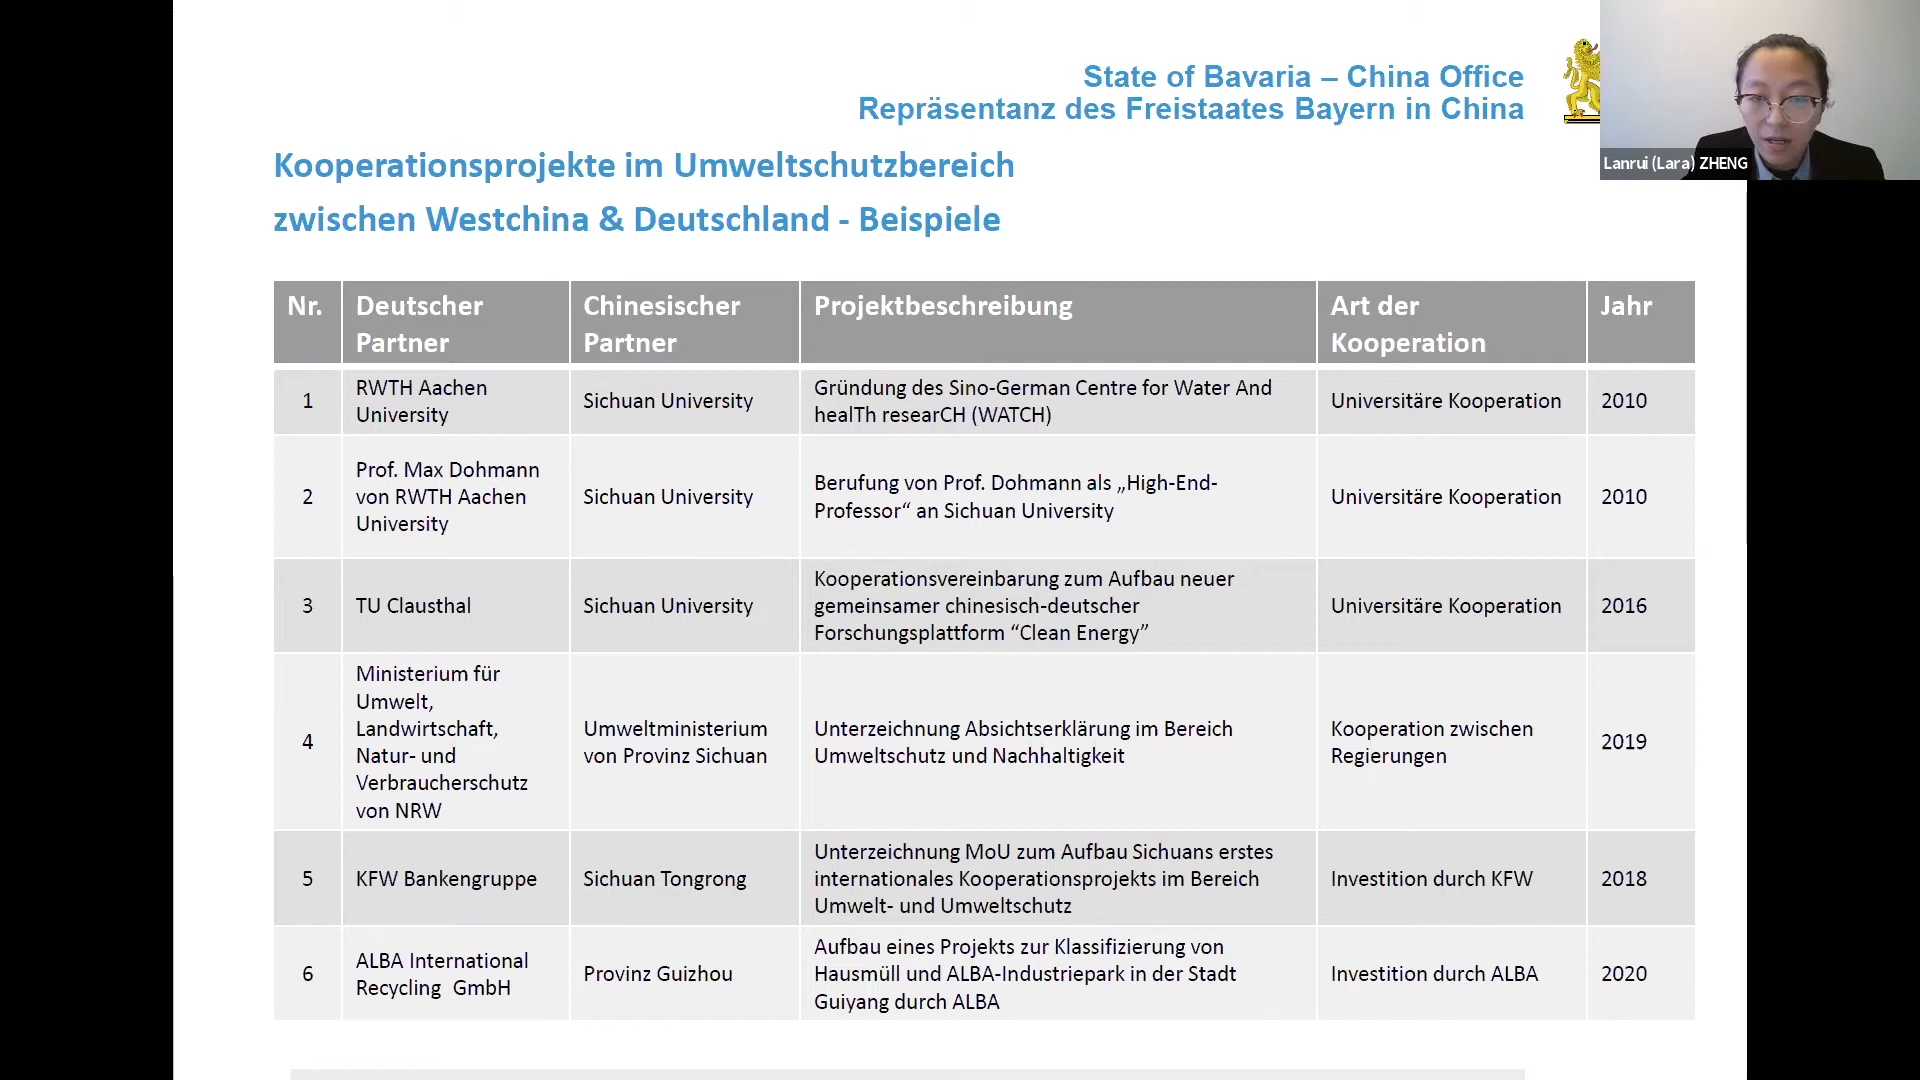 State of Bavaria – China Office
Repräsentanz des Freistaates Bayern in China
Lanrui (Lara) ZHENG
Kooperationsprojekte im Umweltschutzbereich
zwischen Westchina & Deutschland - Beispiele
Nr.
Deutscher
Partner
Chinesischer
Partner
Projektbeschreibung
Art der
Kooperation
Jahr
1
RWTH Aachen
University
Sichuan University
Gründung des Sino-German Centre for Water And
healTh researCH (WATCH)
Universitäre Kooperation
2010
2
Prof. Max Dohmann
von RWTH Aachen
University
Sichuan University
Berufung von Prof. Dohmann als „High-End-
Professor“ an Sichuan University
Universitäre Kooperation
2010
3
TU Clausthal
Sichuan University
Kooperationsvereinbarung zum Aufbau neuer
gemeinsamer chinesisch-deutscher
Forschungsplattform “Clean Energy”
Universitäre Kooperation
2016
4
Ministerium für
Umwelt,
Landwirtschaft,
Natur- und
Verbraucherschutz
von NRW
Umweltministerium
von Provinz Sichuan
Unterzeichnung Absichtserklärung im Bereich
Umweltschutz und Nachhaltigkeit
Kooperation zwischen
Regierungen
2019
5
KFW Bankengruppe
Sichuan Tongrong
Unterzeichnung MoU zum Aufbau Sichuans erstes
internationales Kooperationsprojekts im Bereich
Umwelt- und Umweltschutz
Investition durch KFW
2018
6
ALBA International
Recycling GmbH
Provinz Guizhou
Aufbau eines Projekts zur Klassifizierung von
Hausmüll und ALBA-Industriepark in der Stadt
Guiyang durch ALBA
Investition durch ALBA
2020